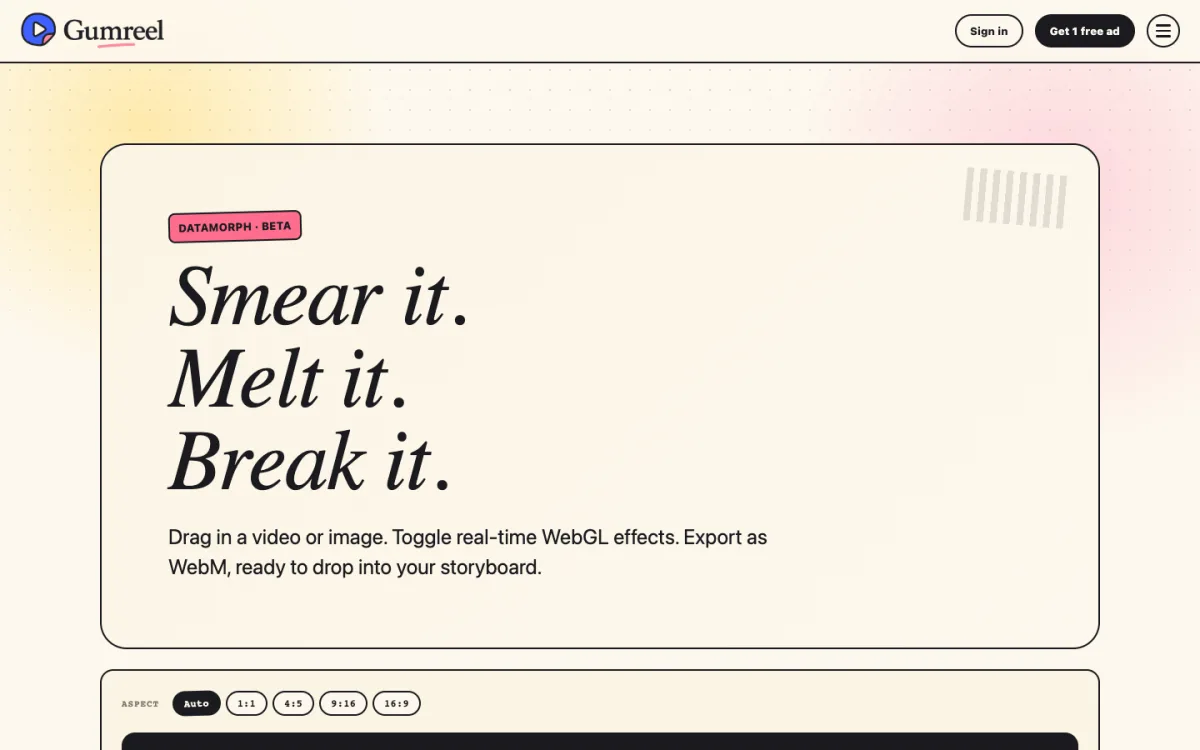 Gumreel
Sign in
Get 1 free ad
DATAMORPH · BETA
Smear it.
Melt it.
Break it.
Drag in a video or image. Toggle real-time WebGL effects. Export as
WebM, ready to drop into your storyboard.
ASPECT Auto 1:1 4:5 9:16 16:9